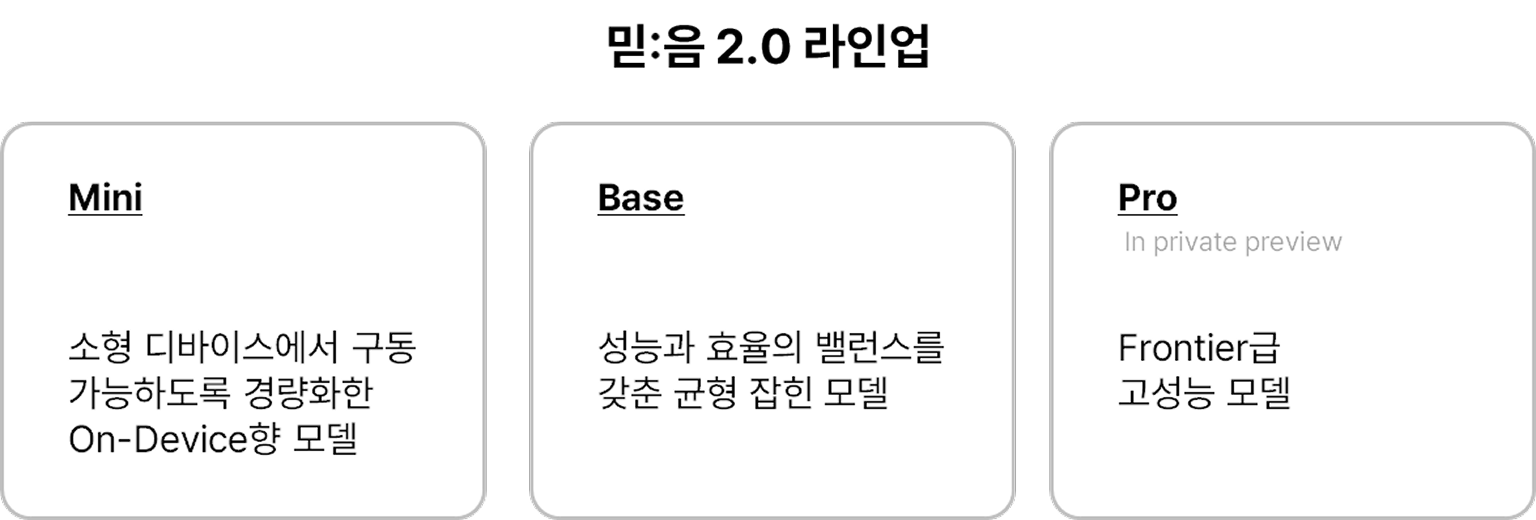 믿:음 2.0 라인업
Mini
소형 디바이스에서 구동
가능하도록 경량화한
On-Device향 모델
Base
성능과 효율의 밸런스를
갖춘 균형 잡힌 모델
Pro
In private preview
Frontier급
고성능 모델